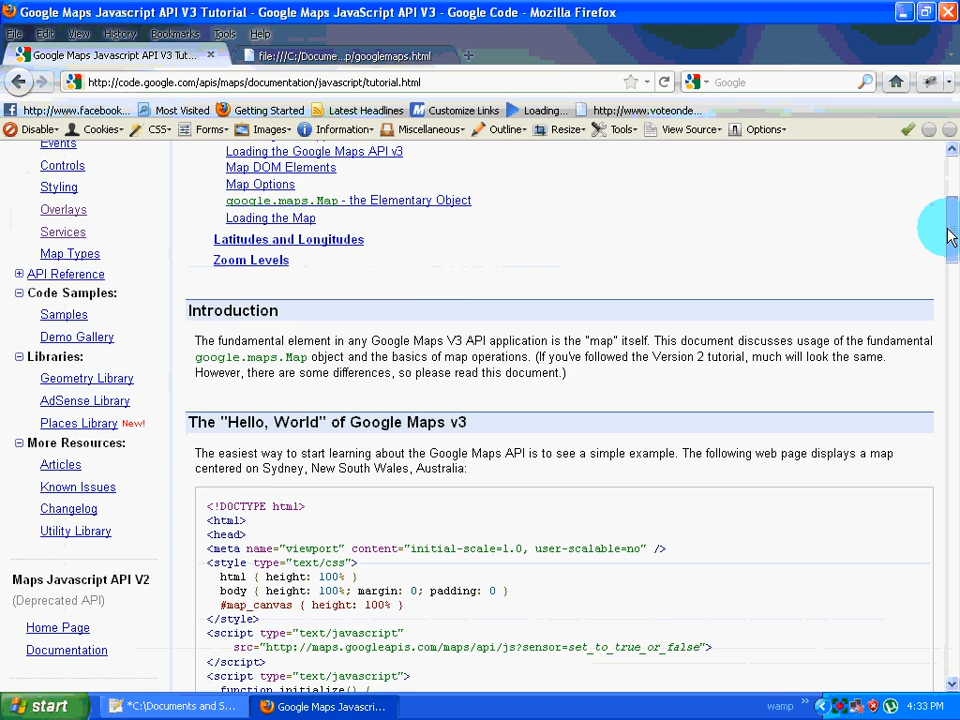 Google Maps Javascript API V3 Tutorial - Google Maps JavaScript API V3 - Google Code - Mozilla Firefox
File Edit View History Bookmarks Tools Help
Google Maps Javascript API V3 Tut...
file:///C:/Docume...p/googlemaps.html
http://code.google.com/apis/maps/documentation/javascript/tutorial.html
Google
http://www.facebook... Most Visited Getting Started Latest Headlines Customize Links Loading... http://www.voteonde...
Disable Cookies CSS Forms Images Information Miscellaneous Outline Resize Tools View Source Options
Events
Controls
Styling
Overlays
Services
Map Types
API Reference
Code Samples:
Samples
Demo Gallery
Libraries:
Geometry Library
AdSense Library
Places Library New!
More Resources:
Articles
Known Issues
Changelog
Utility Library
Maps Javascript API V2
(Deprecated API)
Home Page
Documentation
Loading the Google Maps API v3
Map DOM Elements
Map Options
google.maps.Map - the Elementary Object
Loading the Map
Latitudes and Longitudes
Zoom Levels
Introduction
The fundamental element in any Google Maps V3 API application is the "map" itself. This document discusses usage of the fundamental
google.maps.Map object and the basics of map operations. (If you've followed the Version 2 tutorial, much will look the same.
However, there are some differences, so please read this document.)
The "Hello, World" of Google Maps v3
The easiest way to start learning about the Google Maps API is to see a simple example. The following web page displays a map
centered on Sydney, New South Wales, Australia:
<!DOCTYPE html>
<html>
<head>
<meta name="viewport" content="initial-scale=1.0, user-scalable=no" />
<style type="text/css">
html { height: 100% }
body { height: 100%; margin: 0; padding: 0 }
#map_canvas { height: 100% }
</style>
<script type="text/javascript"
src="http://maps.googleapis.com/maps/api/js?sensor=set_to_true_or_false">
</script>
<script type="text/javascript">
function initialize() {
start
*C:\Documents and S...
Google Maps Javascri...
wamp
4:33 PM